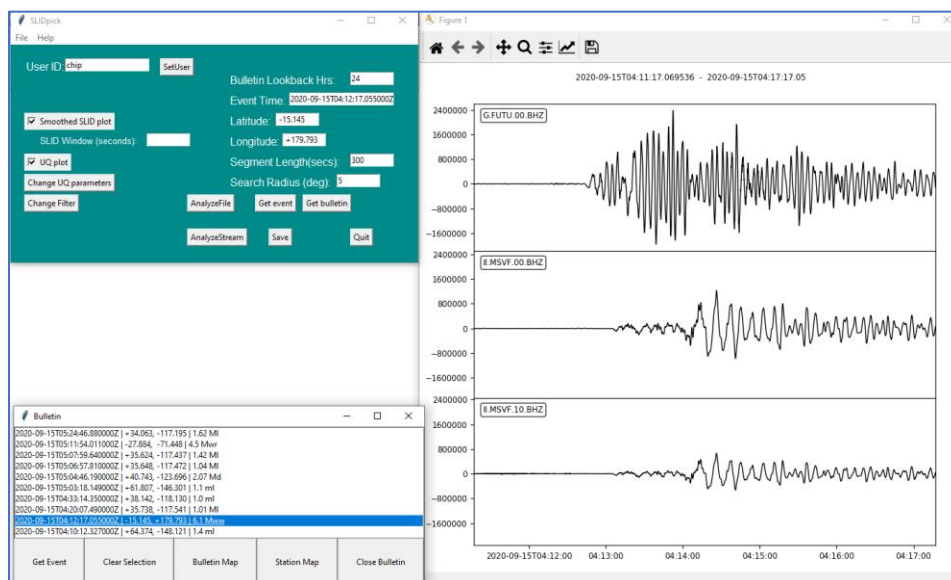 SLIDpick
File Help
User ID: chip SetUser
Bulletin Lookback Hrs: 24
Event Time: 2020-09-15T04:12:17.055000Z
Smoothed SLID plot
Latitude: -15.145
SLID Window (seconds):
Longitude: +179.793
UQ plot
Segment Length(secs): 300
Change UQ parameters
Search Radius (deg): 5
Change Filter AnalyzeFile Get event Get bulletin
AnalyzeStream Save Quit
Bulletin
2020-09-15T05:24:46.880000Z | +34.063, -117.195 | 1.62 Ml
2020-09-15T05:11:54.011000Z | -27.884, -71.448 | 4.5 Mwr
2020-09-15T05:07:59.640000Z | +35.624, -117.437 | 1.42 Ml
2020-09-15T05:06:57.810000Z | +35.648, -117.472 | 1.04 Ml
2020-09-15T05:04:46.190000Z | +40.743, -123.696 | 2.07 Md
2020-09-15T05:03:18.149000Z | +61.807, -146.301 | 1.1 ml
2020-09-15T04:33:14.350000Z | +38.142, -118.130 | 1.0 ml
2020-09-15T04:20:07.490000Z | +35.738, -117.541 | 1.01 Ml
2020-09-15T04:12:17.055000Z | -15.145, +179.793 | 6.1 Mww
2020-09-15T04:10:12.327000Z | +64.374, -148.121 | 1.4 ml
Get Event Clear Selection Bulletin Map Station Map Close Bulletin
Figure 1
2020-09-15T04:11:17.069536 - 2020-09-15T04:17:17.05
G.FUTU.00.BHZ
2400000
1600000
800000
0
−800000
−1600000
II.MSVF.00.BHZ
2400000
1600000
800000
0
−800000
−1600000
II.MSVF.10.BHZ
2400000
1600000
800000
0
−800000
−1600000
2020-09-15T04:12:00 04:13:00 04:14:00 04:15:00 04:16:00 04:17:00